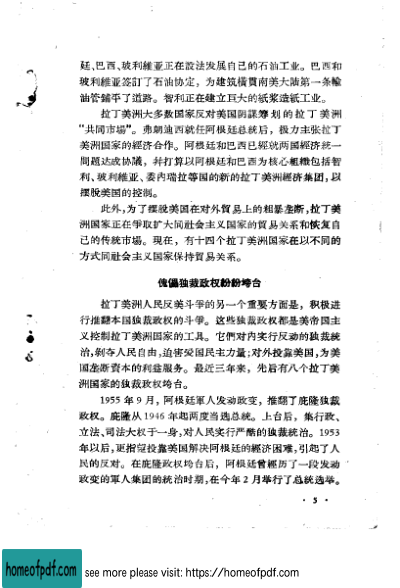 廷、巴西、玻利維亚正在設法发展自己的石油工业。巴西和
玻利維亚签訂了石油协定，为建筑橫貫南美大陆第一条輸
油管鋪平了道路。智利正在建立巨大的紙浆造紙工业。
拉丁美洲大多数国家反对美国阴謀筹划的拉丁美洲
“共同市場”。弗朗迪西就任阿根廷总統后，极力主张拉丁
美洲国家的經济合作。阿根廷和巴西已經就两国經济統一
問題达成协議，并打算以阿根廷和巴西为核心組織包括智
利、玻利維亚、委内瑞拉等国的新的拉丁美洲經济集团，以
摆脱美国的控制。
此外，为了摆脱美国在对外貿易上的粗暴垄断，拉丁美
洲国家正在爭取扩大同社会主义国家的貿易关系和恢复自
己的传統市場。现在，有十四个拉丁美洲国家在以不同的
方式同社会主义国家保持貿易关系。
傀儡独裁政权紛紛垮台
拉丁美洲人民反美斗爭的另一个重要方面是，积极进
行推翻本国独裁政权的斗爭。这些独裁政权都是美帝国主
义控制拉丁美洲国家的工具。它們对内实行反动的独裁統
治，剝夺人民自由，迫害爱国民主力量；对外投靠美国，为美
国垄断資本的利益服务。最近三年来，先后有八个拉丁美
洲国家的独裁政权垮台。
1955年9月，阿根廷軍人发动政变，推翻了庇隆独裁
政权。庇隆从1946年起两度当选总統。上台后，集行政、
立法、司法大权于一身，对人民实行严酷的独裁統治。1953
年以后，更指望投靠美国解决阿根廷的經济困难，引起了人
民的反对。在庇隆政权垮台后，阿根廷曾經历了一段发动
政变的軍人集团的統治时期，在今年2月举行了总統选举。
· 5 ·
homeofpdf.com
see more please visit: https://homeofpdf.com